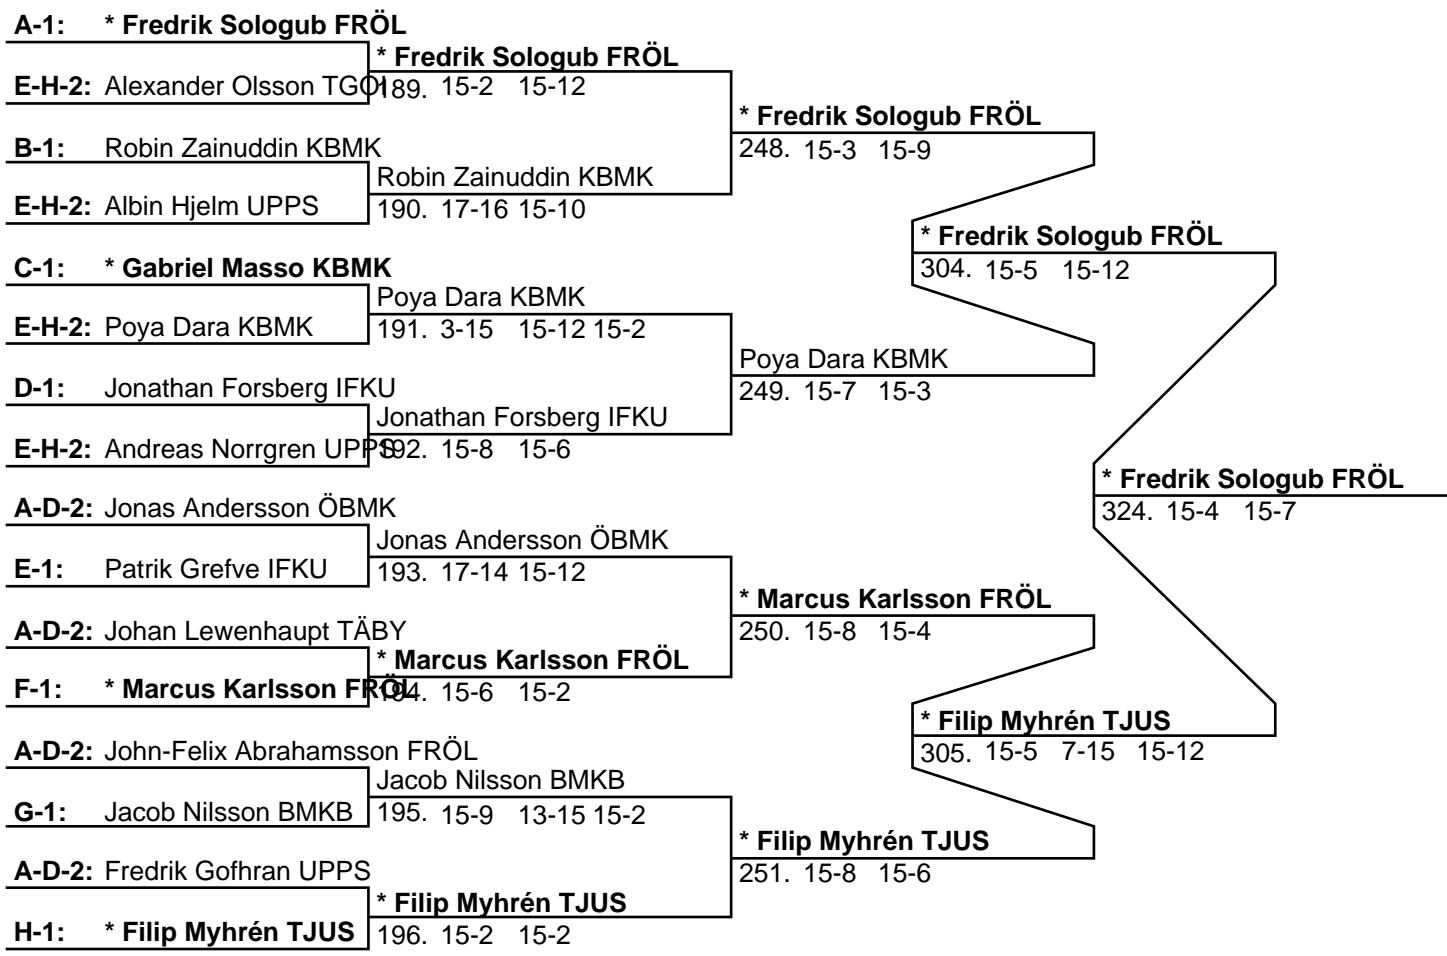 A-1: * Fredrik Sologub FRÖL
* Fredrik Sologub FRÖL
E-H-2: Alexander Olsson TGOI
189. 15-2 15-12
* Fredrik Sologub FRÖL
B-1: Robin Zainuddin KBMK
248. 15-3 15-9
Robin Zainuddin KBMK
E-H-2: Albin Hjelm UPPS
190. 17-16 15-10
* Fredrik Sologub FRÖL
C-1: * Gabriel Masso KBMK
304. 15-5 15-12
Poya Dara KBMK
E-H-2: Poya Dara KBMK
191. 3-15 15-12 15-2
Poya Dara KBMK
D-1: Jonathan Forsberg IFKU
249. 15-7 15-3
Jonathan Forsberg IFKU
E-H-2: Andreas Norrgren UPPS
192. 15-8 15-6
* Fredrik Sologub FRÖL
A-D-2: Jonas Andersson ÖBMK
324. 15-4 15-7
Jonas Andersson ÖBMK
E-1: Patrik Grefve IFKU
193. 17-14 15-12
* Marcus Karlsson FRÖL
A-D-2: Johan Lewenhaupt TÄBY
250. 15-8 15-4
* Marcus Karlsson FRÖL
F-1: * Marcus Karlsson FRÖL
194. 15-6 15-2
* Filip Myhrén TJUS
A-D-2: John-Felix Abrahamsson FRÖL
305. 15-5 7-15 15-12
Jacob Nilsson BMKB
G-1: Jacob Nilsson BMKB
195. 15-9 13-15 15-2
* Filip Myhrén TJUS
A-D-2: Fredrik Gofhran UPPS
251. 15-8 15-6
* Filip Myhrén TJUS
H-1: * Filip Myhrén TJUS
196. 15-2 15-2